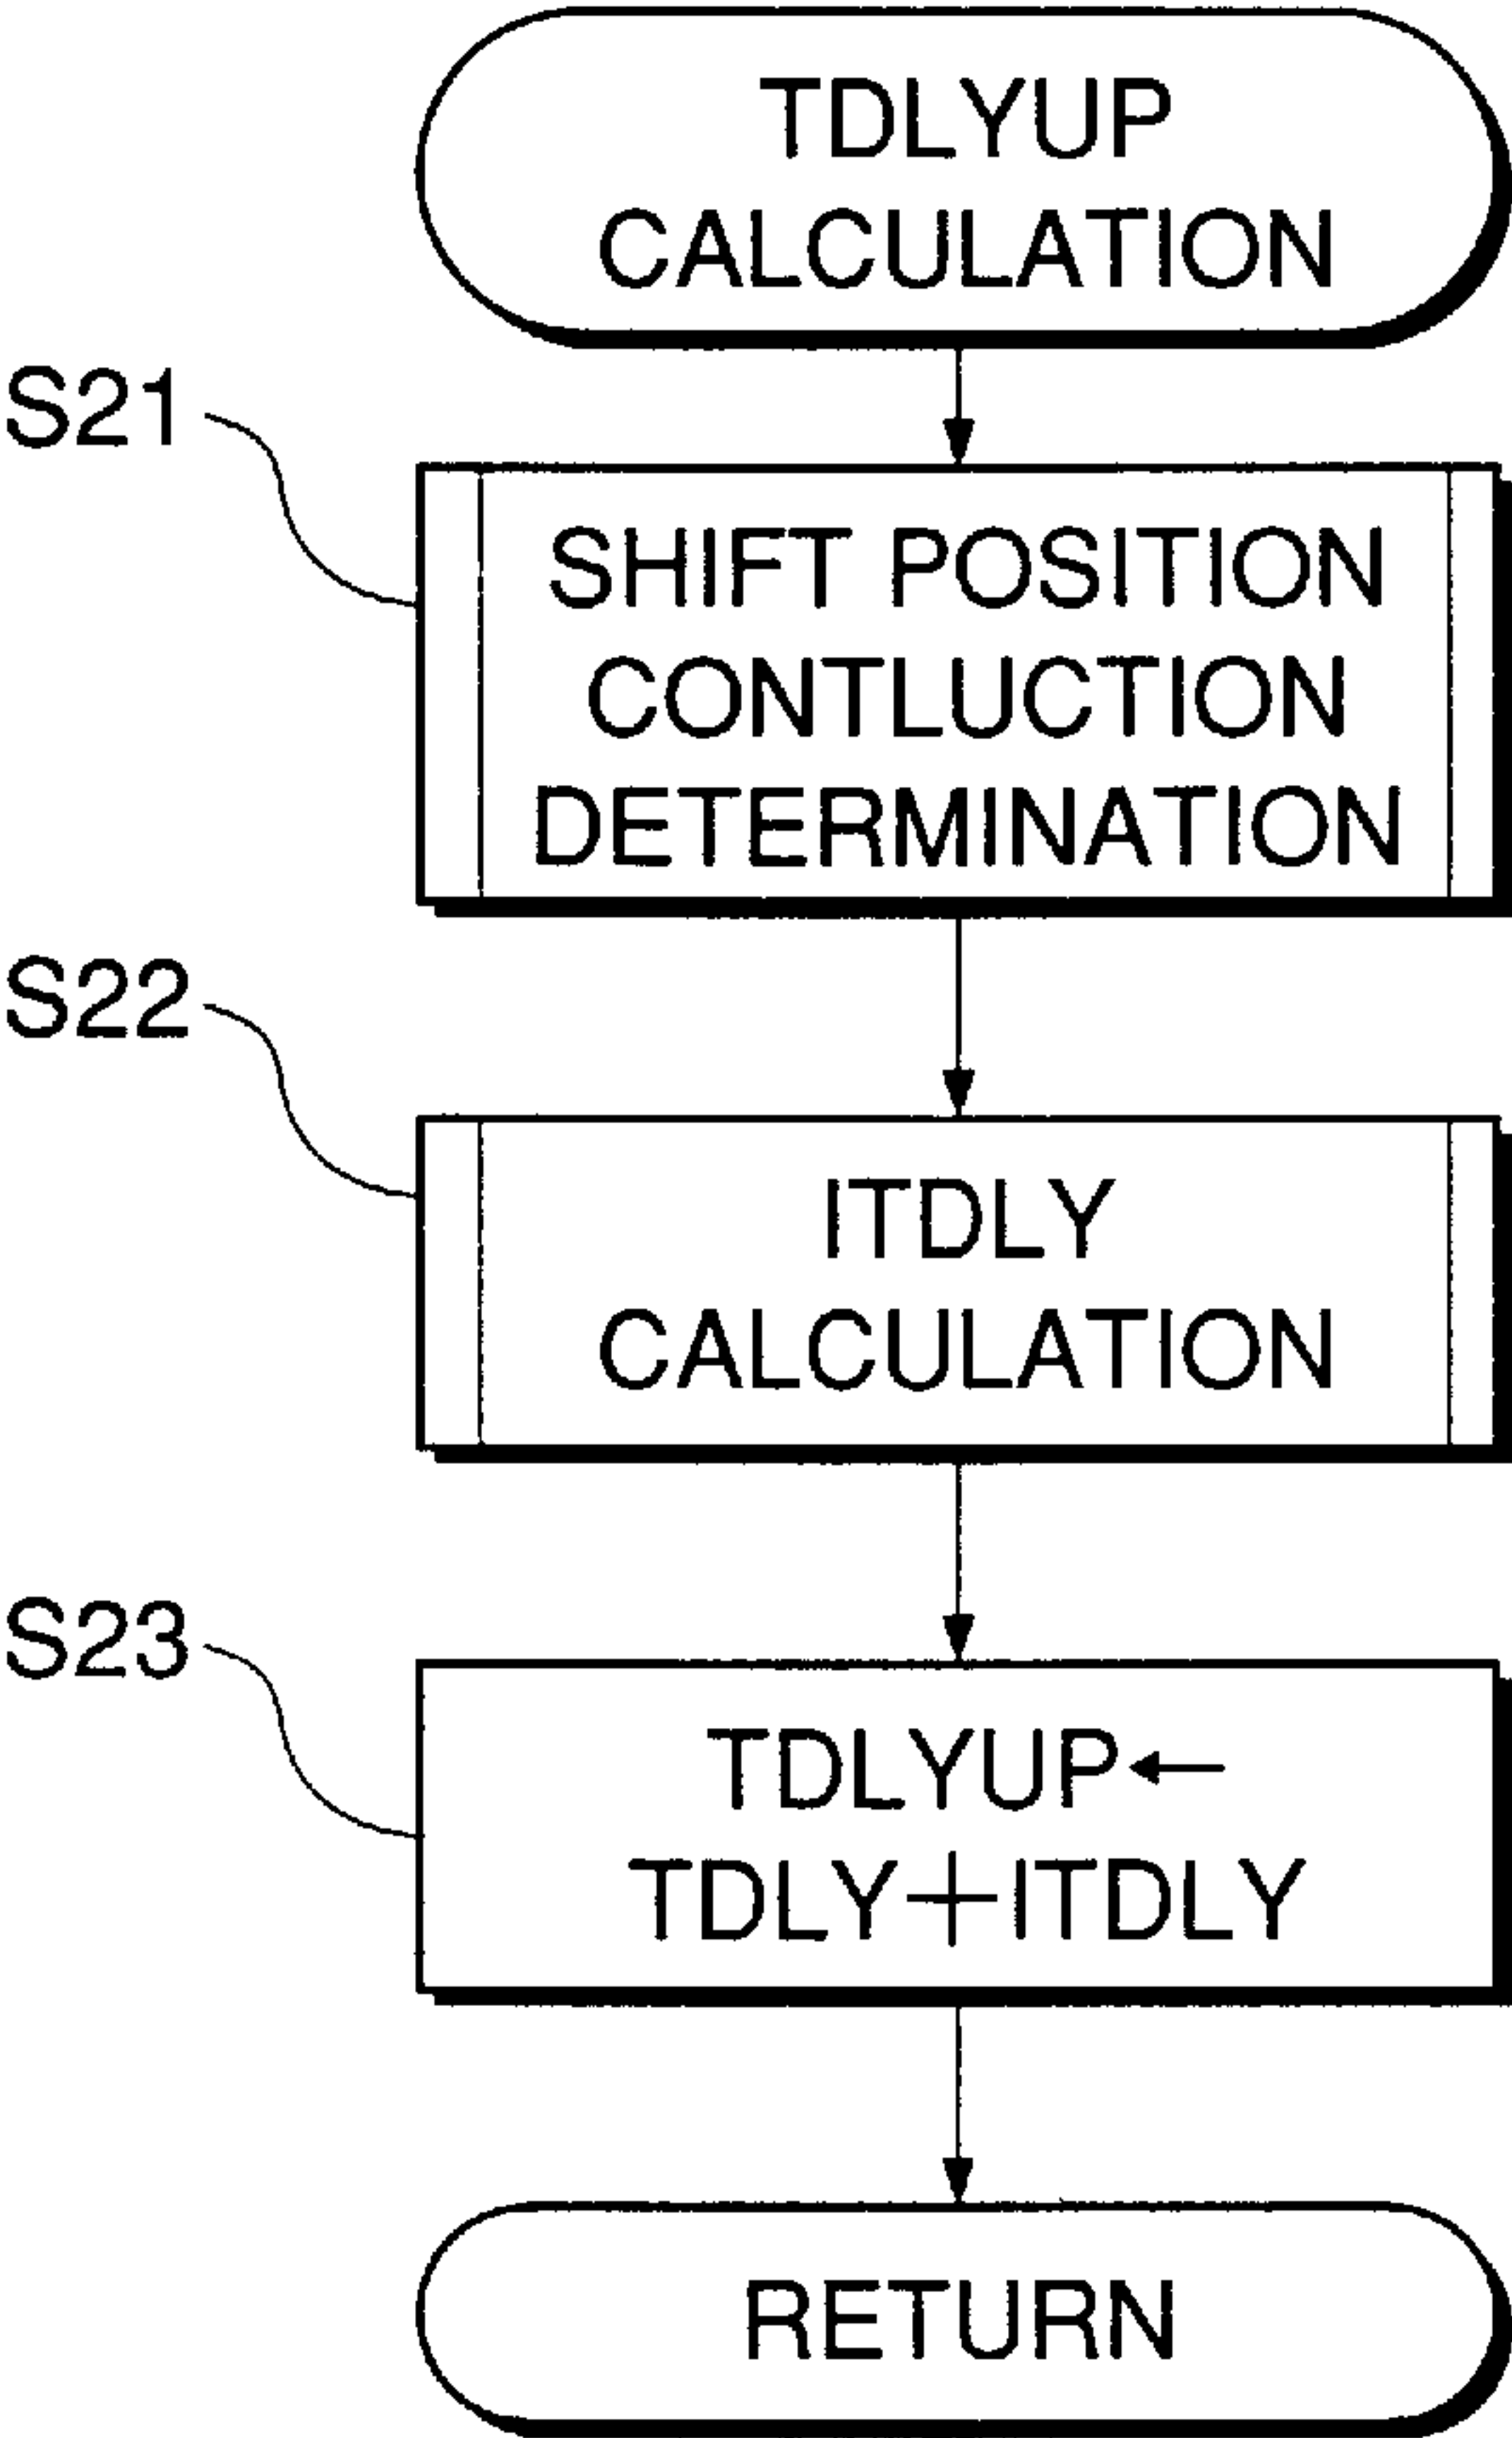 TDLYUP
CALCULATION
S21
SHIFT POSITION
CONTLUCTION
DETERMINATION
S22
ITDLY
CALCULATION
S23
TDLYUP←
TDLY+ITDLY
RETURN